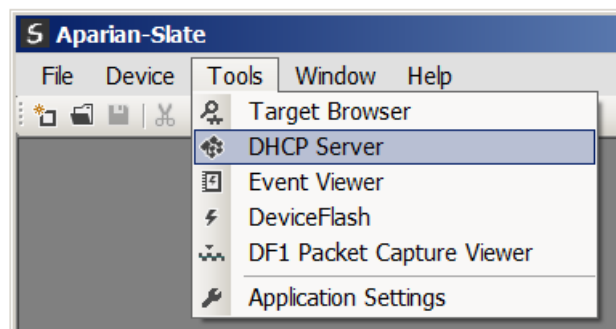 S Aparian-Slate
File Device Tools Window Help
Target Browser
DHCP Server
Event Viewer
DeviceFlash
DF1 Packet Capture Viewer
Application Settings